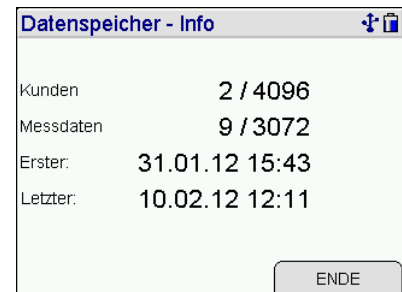 Datenspeicher - Info
Kunden 2 / 4096
Messdaten 9 / 3072
Erster: 31.01.12 15:43
Letzter: 10.02.12 12:11
ENDE